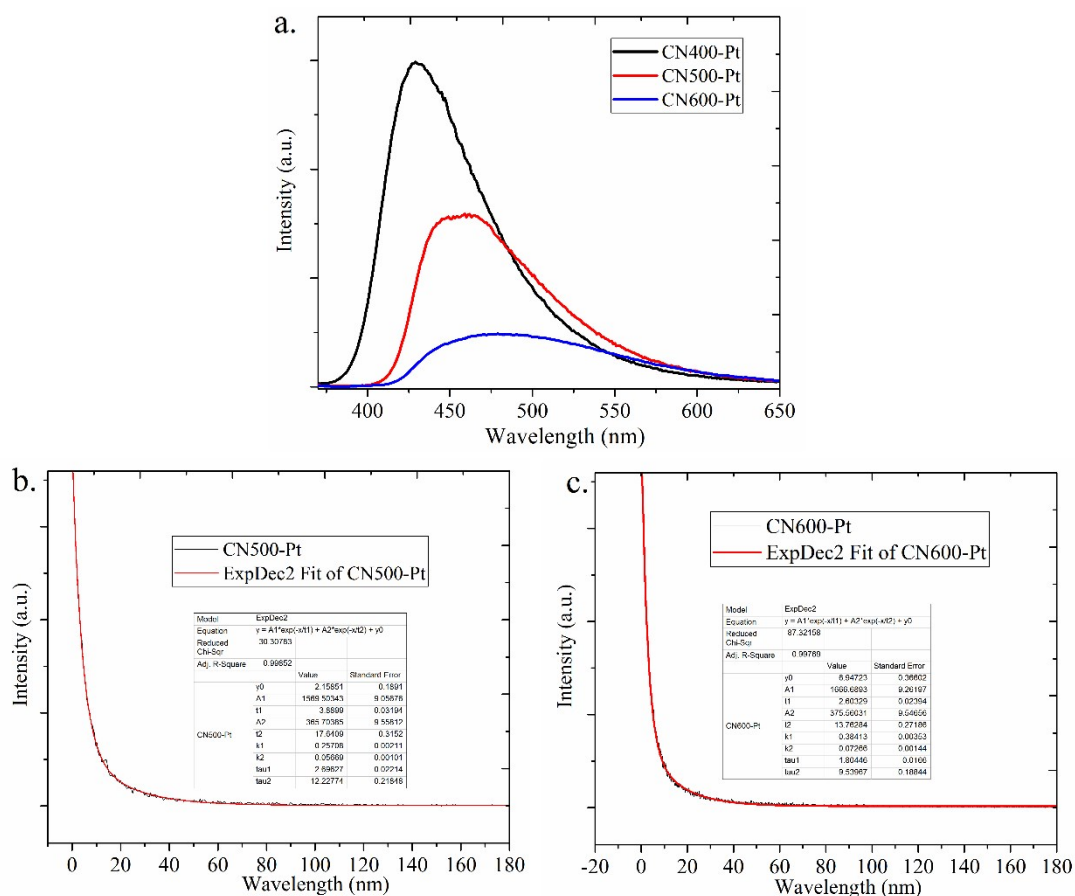 a.
CN400-Pt
CN500-Pt
CN600-Pt
Intensity (a.u.)
400 450 500 550 600 650
Wavelength (nm)
b.
CN500-Pt
ExpDec2 Fit of CN500-Pt
Model ExpDec2
Equation y = A1*exp(-x/t1) + A2*exp(-x/t2) + y0
Reduced Chi-Sqr 30.30763
Adj. R-Square 0.99852
Value Standard Error
CN500-Pt
y0 2.15851 0.1891
A1 1569.50343 9.05676
t1 3.8899 0.03194
A2 365.70365 9.55612
t2 17.6409 0.3152
k1 0.25708 0.00211
k2 0.05669 0.00101
tau1 2.69627 0.02214
tau2 12.22774 0.21848
Intensity (a.u.)
0 20 40 60 80 100 120 140 160 180
Wavelength (nm)
c.
CN600-Pt
ExpDec2 Fit of CN600-Pt
Model ExpDec2
Equation y = A1*exp(-x/t1) + A2*exp(-x/t2) + y0
Reduced Chi-Sqr 87.32158
Adj. R-Square 0.99769
Value Standard Error
CN600-Pt
y0 6.94723 0.36602
A1 1666.6893 9.26197
t1 2.60329 0.02394
A2 375.56031 9.54656
t2 13.76284 0.27186
k1 0.38413 0.00353
k2 0.07266 0.00144
tau1 1.80446 0.0166
tau2 9.53967 0.18844
Intensity (a.u.)
-20 0 20 40 60 80 100 120 140 160 180
Wavelength (nm)